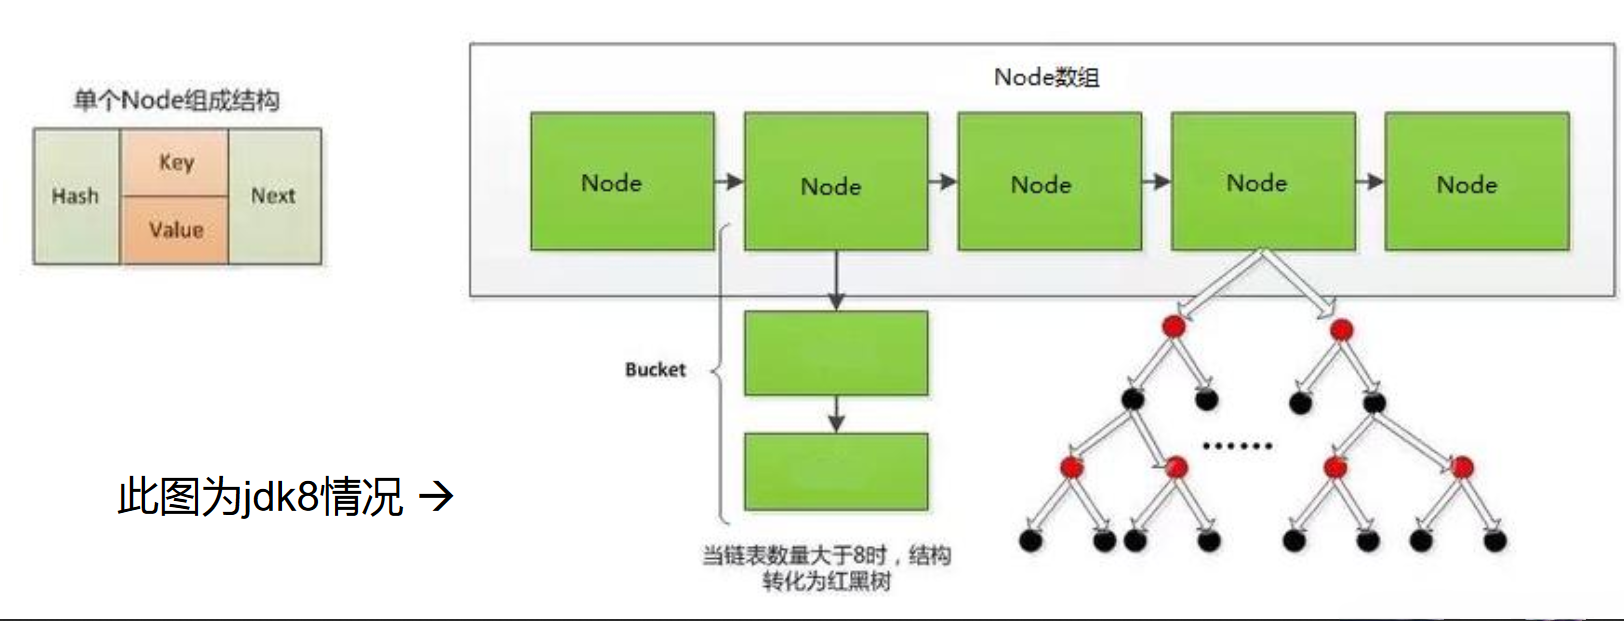 Node数组
单个Node组成结构
Hash
Key
Value
Next
Node
Node
Node
Node
Node
Bucket
此图为jdk8情况 →
当链表数量大于8时，结构
转化为红黑树